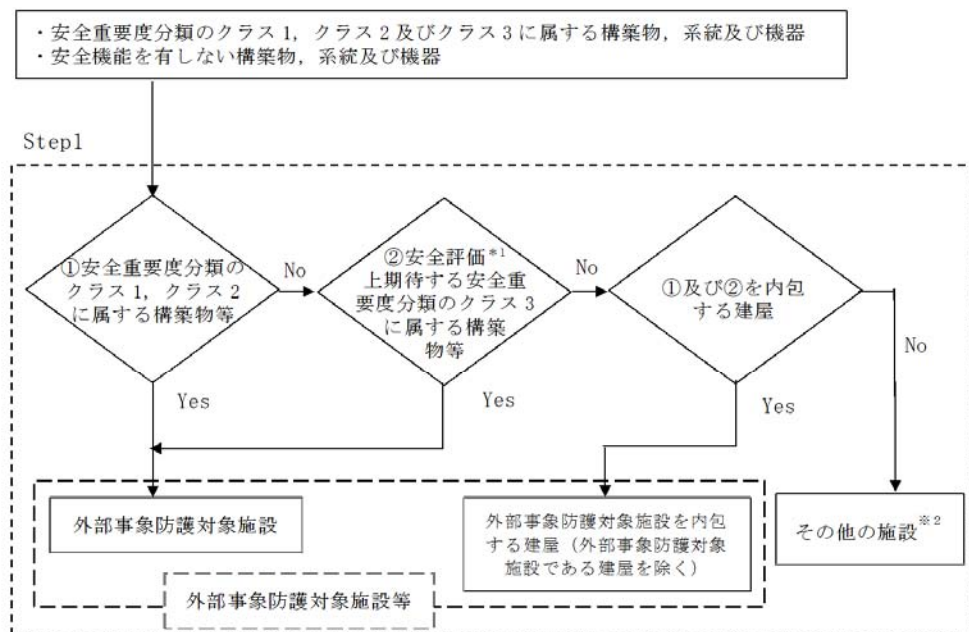 ・安全重要度分類のクラス1，クラス2及びクラス3に属する構築物，系統及び機器
・安全機能を有しない構築物，系統及び機器
Step1
①安全重要度分類の
クラス1，クラス2
に属する構築物等
No
②安全評価*1
上期待する安全重
要度分類のクラス3
に属する構築
物等
No
①及び②を内包
する建屋
No
Yes
Yes
Yes
外部事象防護対象施設
外部事象防護対象施設を内包
する建屋（外部事象防護対象
施設である建屋を除く）
その他の施設※2
外部事象防護対象施設等